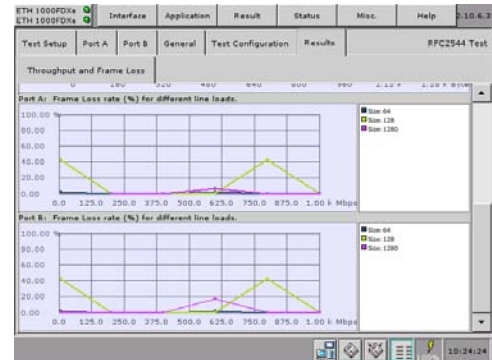 ETH 1000FDXa
ETH 1000FDXa
Interface Application Result Status Misc. Help 2.10.6.3
Test Setup Port A Port B General Test Configuration Results RFC2544 Test
Throughput and Frame Loss
Port A: Frame Loss rate (%) for different line loads.
100.00 %
80.00
60.00
40.00
20.00
0.00
0.0 125.0 250.0 375.0 500.0 625.0 750.0 875.0 1.00 k Mbps
Size: 64
Size: 128
Size: 1280
Port B: Frame Loss rate (%) for different line loads.
100.00 %
80.00
60.00
40.00
20.00
0.00
0.0 125.0 250.0 375.0 500.0 625.0 750.0 875.0 1.00 k Mbps
Size: 64
Size: 128
Size: 1280
10:24:24